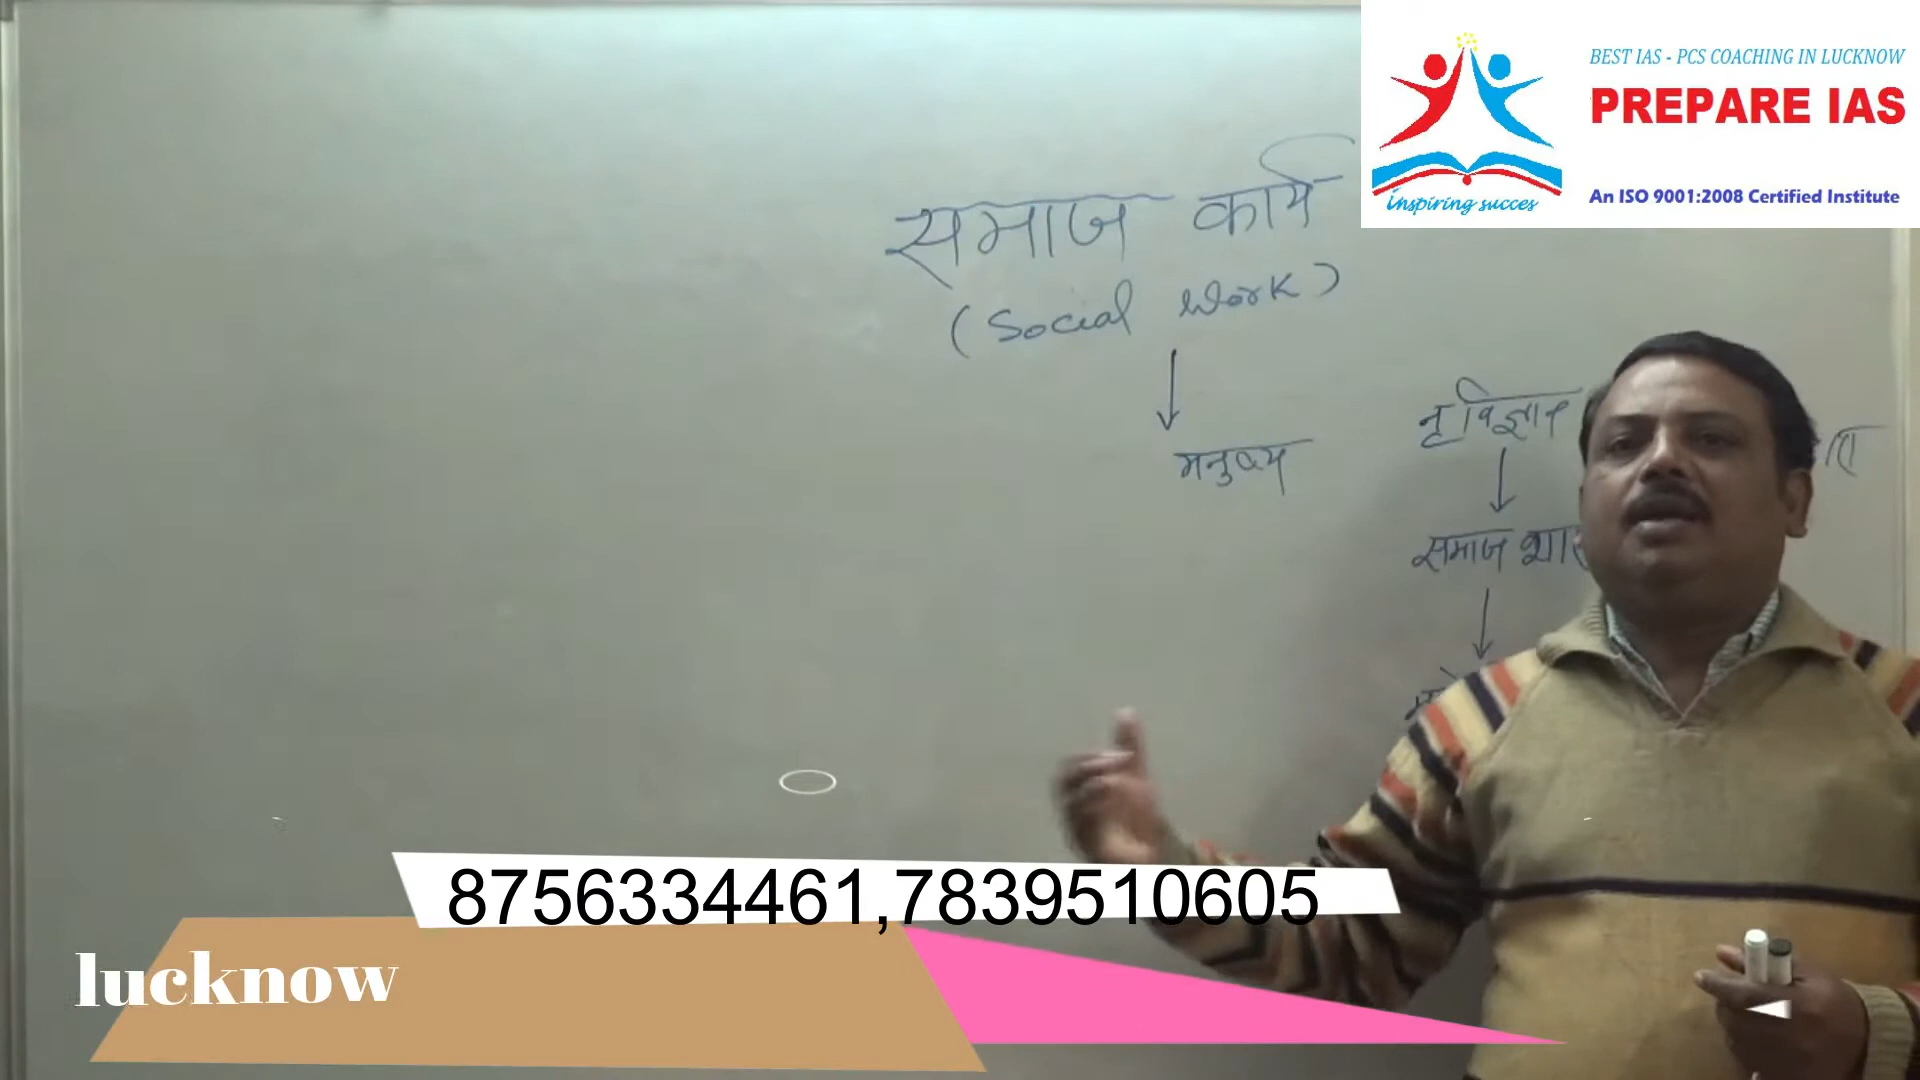 BEST IAS - PCS COACHING IN LUCKNOW
PREPARE IAS
inspiring succes
An ISO 9001:2008 Certified Institute
समाज कार्य
(Social Work)
मनुष्य
नृविज्ञान
समाज
8756334461,7839510605
lucknow